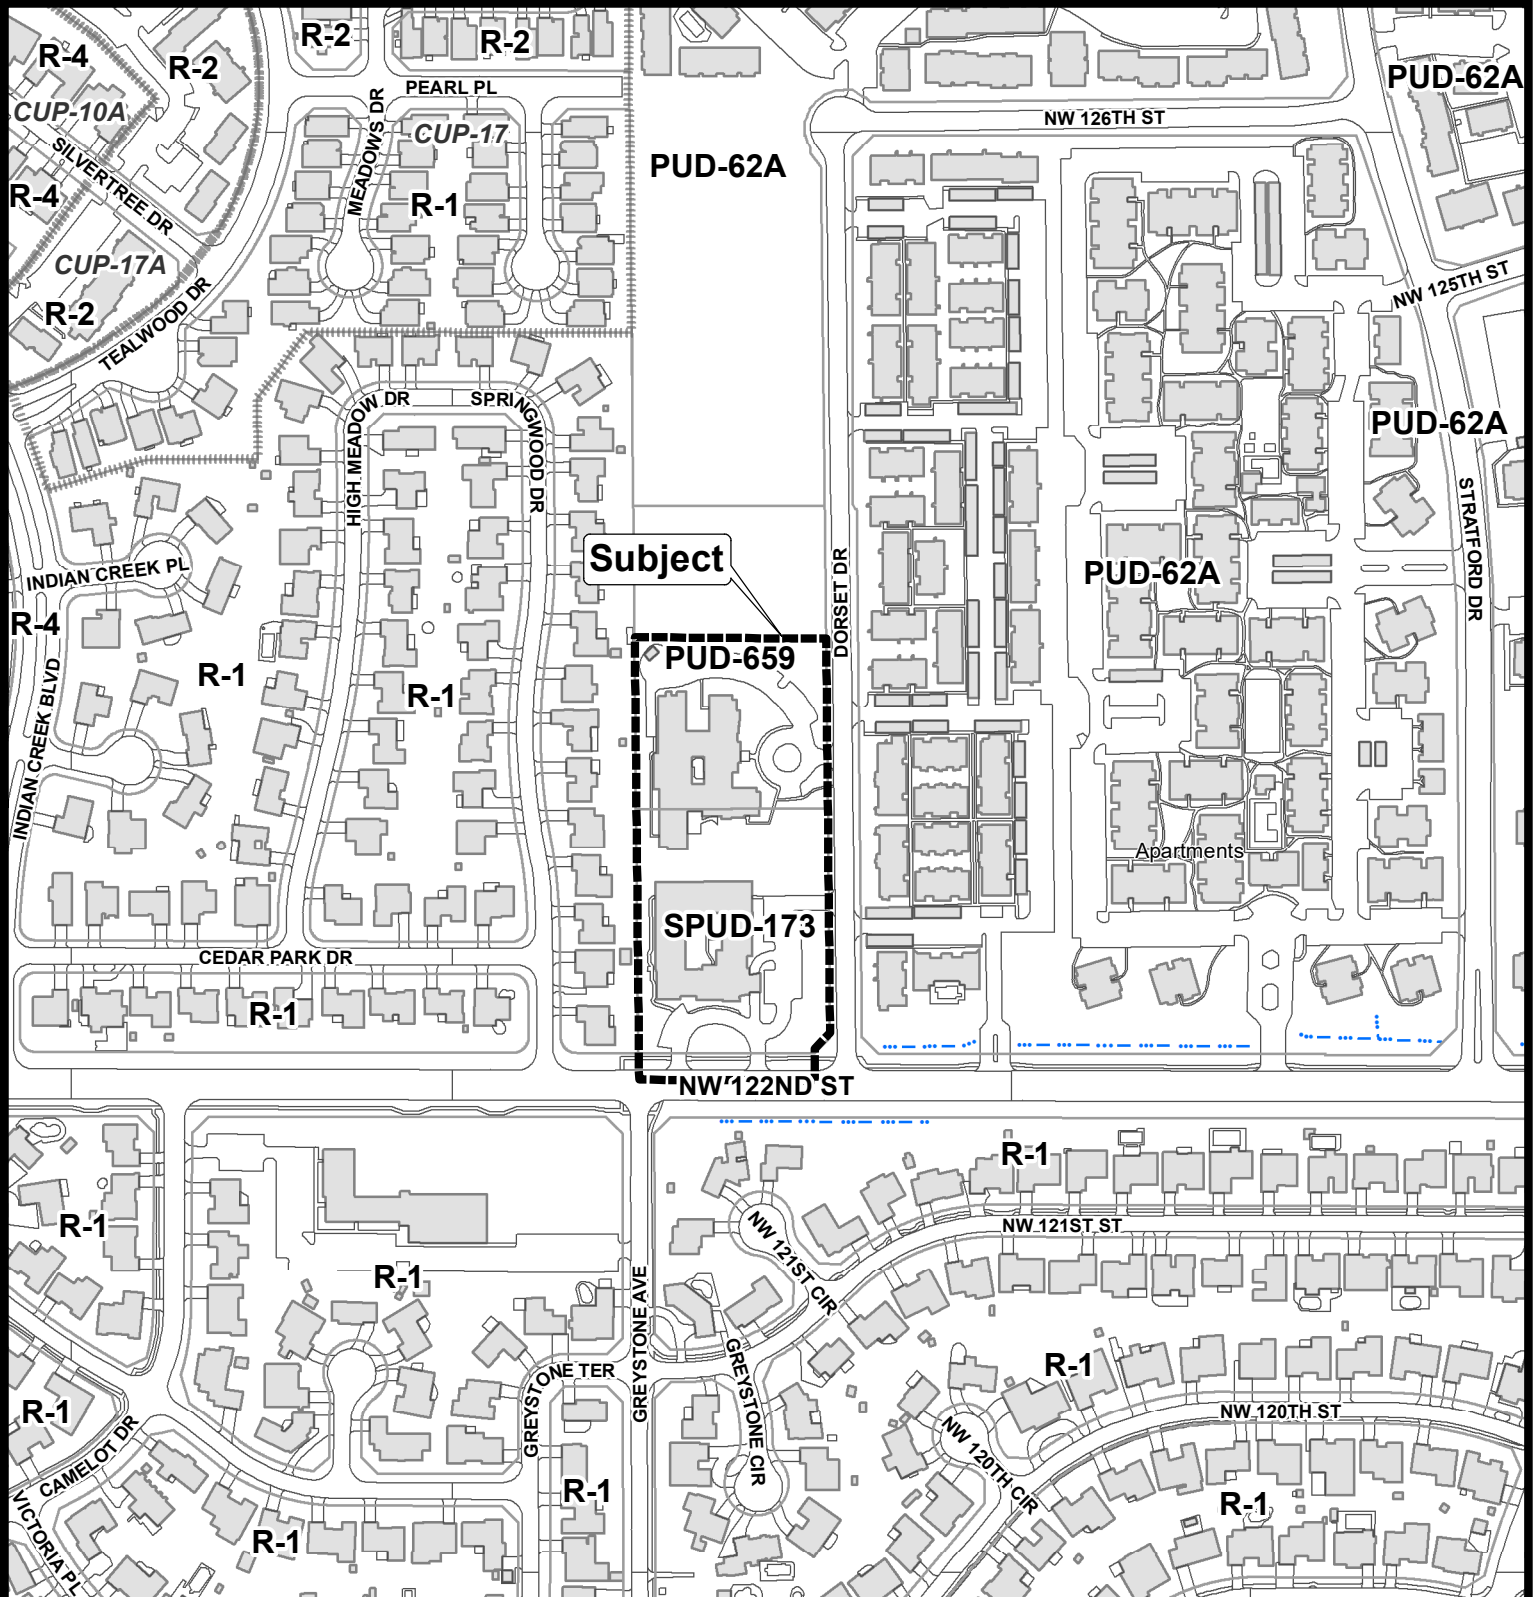 R-2
R-2
R-4
R-2
PUD-62A
PEARL PL
CUP-10A
CUP-17
NW 126TH ST
MEADOWS DR
SILVERTREE DR
PUD-62A
R-4
R-1
CUP-17A
NW 125TH ST
R-2
TEALWOOD DR
HIGH MEADOW DR
SPRINGWOOD DR
PUD-62A
STRATFORD DR
Subject
INDIAN CREEK PL
PUD-62A
DORSET DR
R-4
PUD-659
R-1
R-1
INDIAN CREEK BLVD
Apartments
SPUD-173
CEDAR PARK DR
R-1
NW 122ND ST
R-1
R-1
NW 121ST ST
NW 121ST CIR
R-1
GREYSTONE AVE
GREYSTONE TER
GREYSTONE CIR
R-1
R-1
NW 120TH ST
CAMELOT DR
NW 120TH CIR
R-1
R-1
VICTORIA PL
R-1